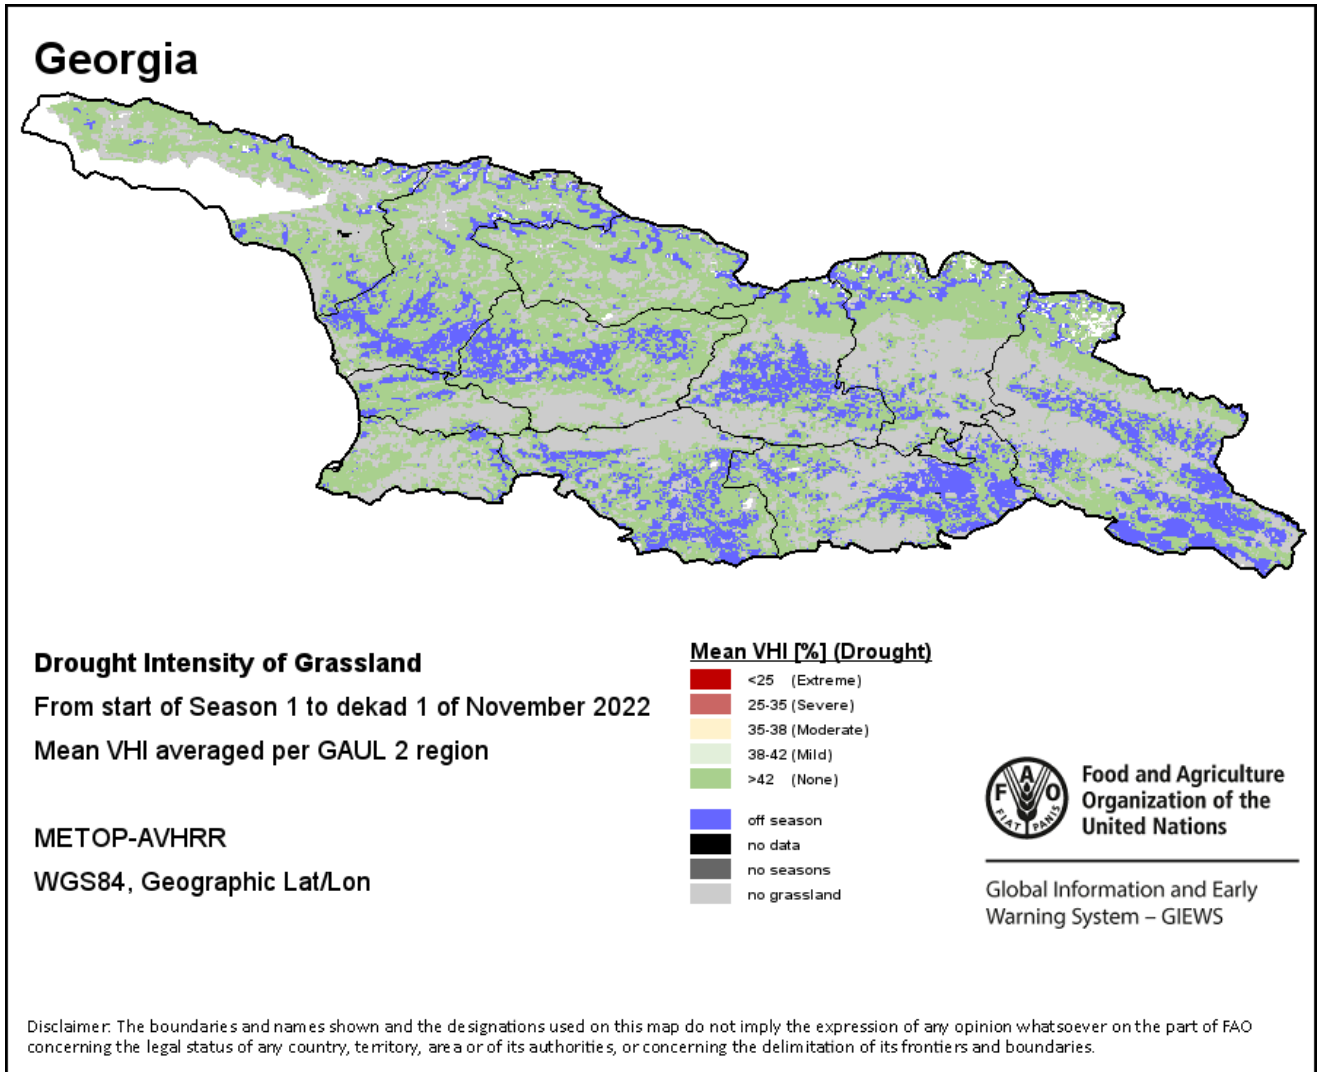 Georgia
Drought Intensity of Grassland
From start of Season 1 to dekad 1 of November 2022
Mean VHI averaged per GAUL 2 region
METOP-AVHRR
WGS84, Geographic Lat/Lon
Mean VHI [%] (Drought)
<25 (Extreme)
25-35 (Severe)
35-38 (Moderate)
38-42 (Mild)
>42 (None)
off season
no data
no seasons
no grassland
F A O
FIAT PANIS
Food and Agriculture
Organization of the
United Nations
Global Information and Early
Warning System – GIEWS
Disclaimer: The boundaries and names shown and the designations used on this map do not imply the expression of any opinion whatsoever on the part of FAO
concerning the legal status of any country, territory, area or of its authorities, or concerning the delimitation of its frontiers and boundaries.